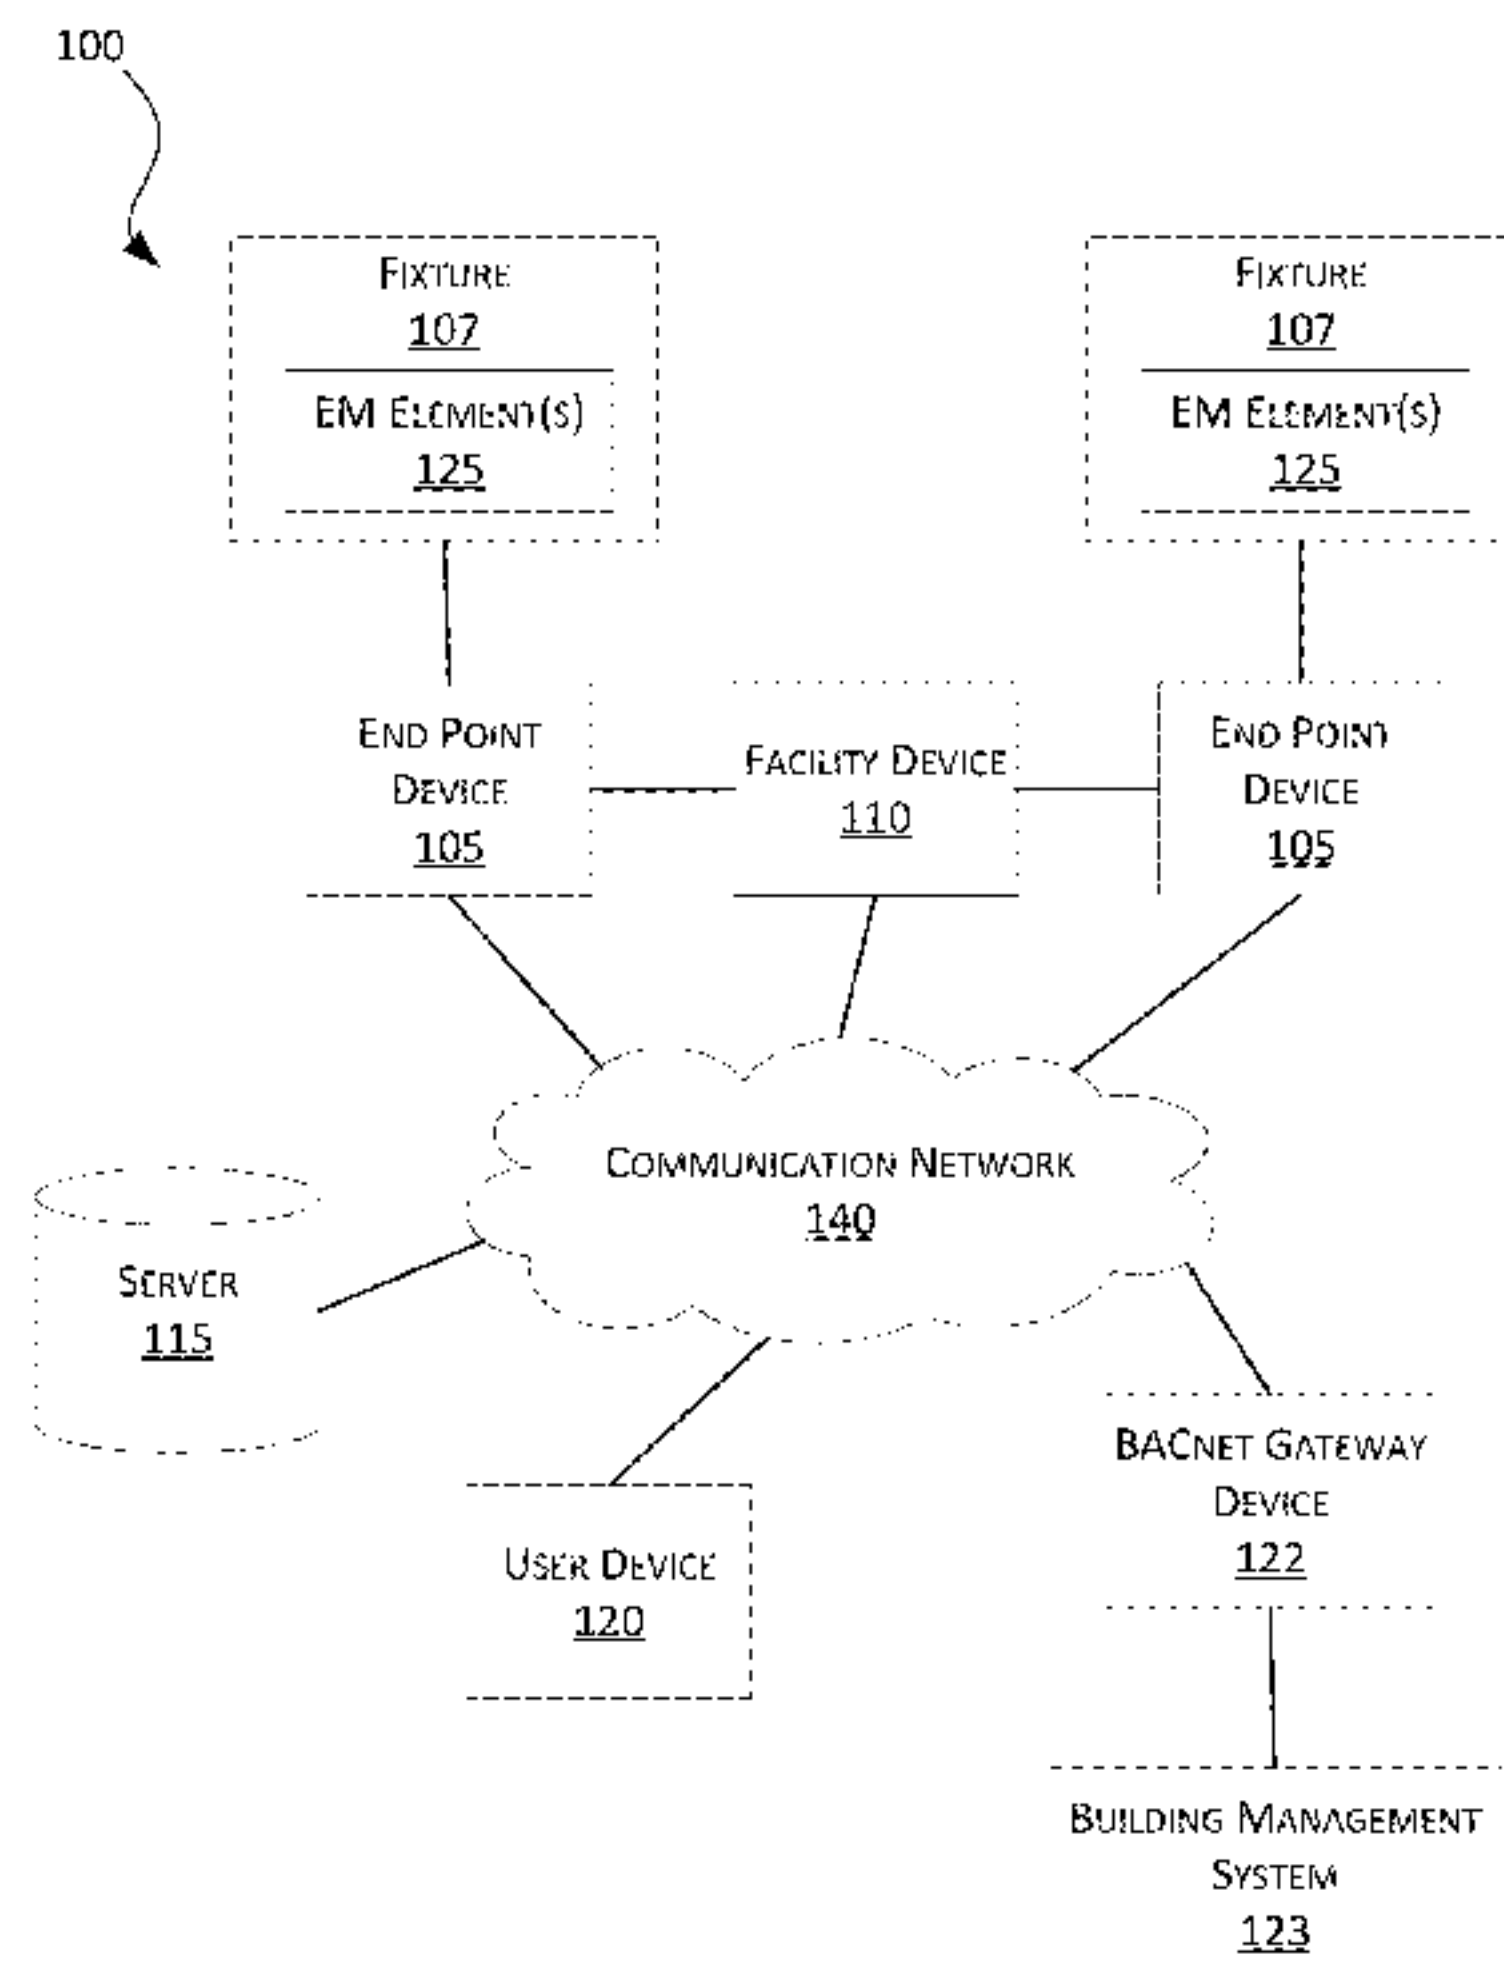 100
FIXTURE
107
EM ELEMENT(S)
125
FIXTURE
107
EM ELEMENT(S)
125
END POINT
DEVICE
105
FACILITY DEVICE
110
END POINT
DEVICE
105
COMMUNICATION NETWORK
140
SERVER
115
USER DEVICE
120
BACNET GATEWAY
DEVICE
122
BUILDING MANAGEMENT
SYSTEM
123